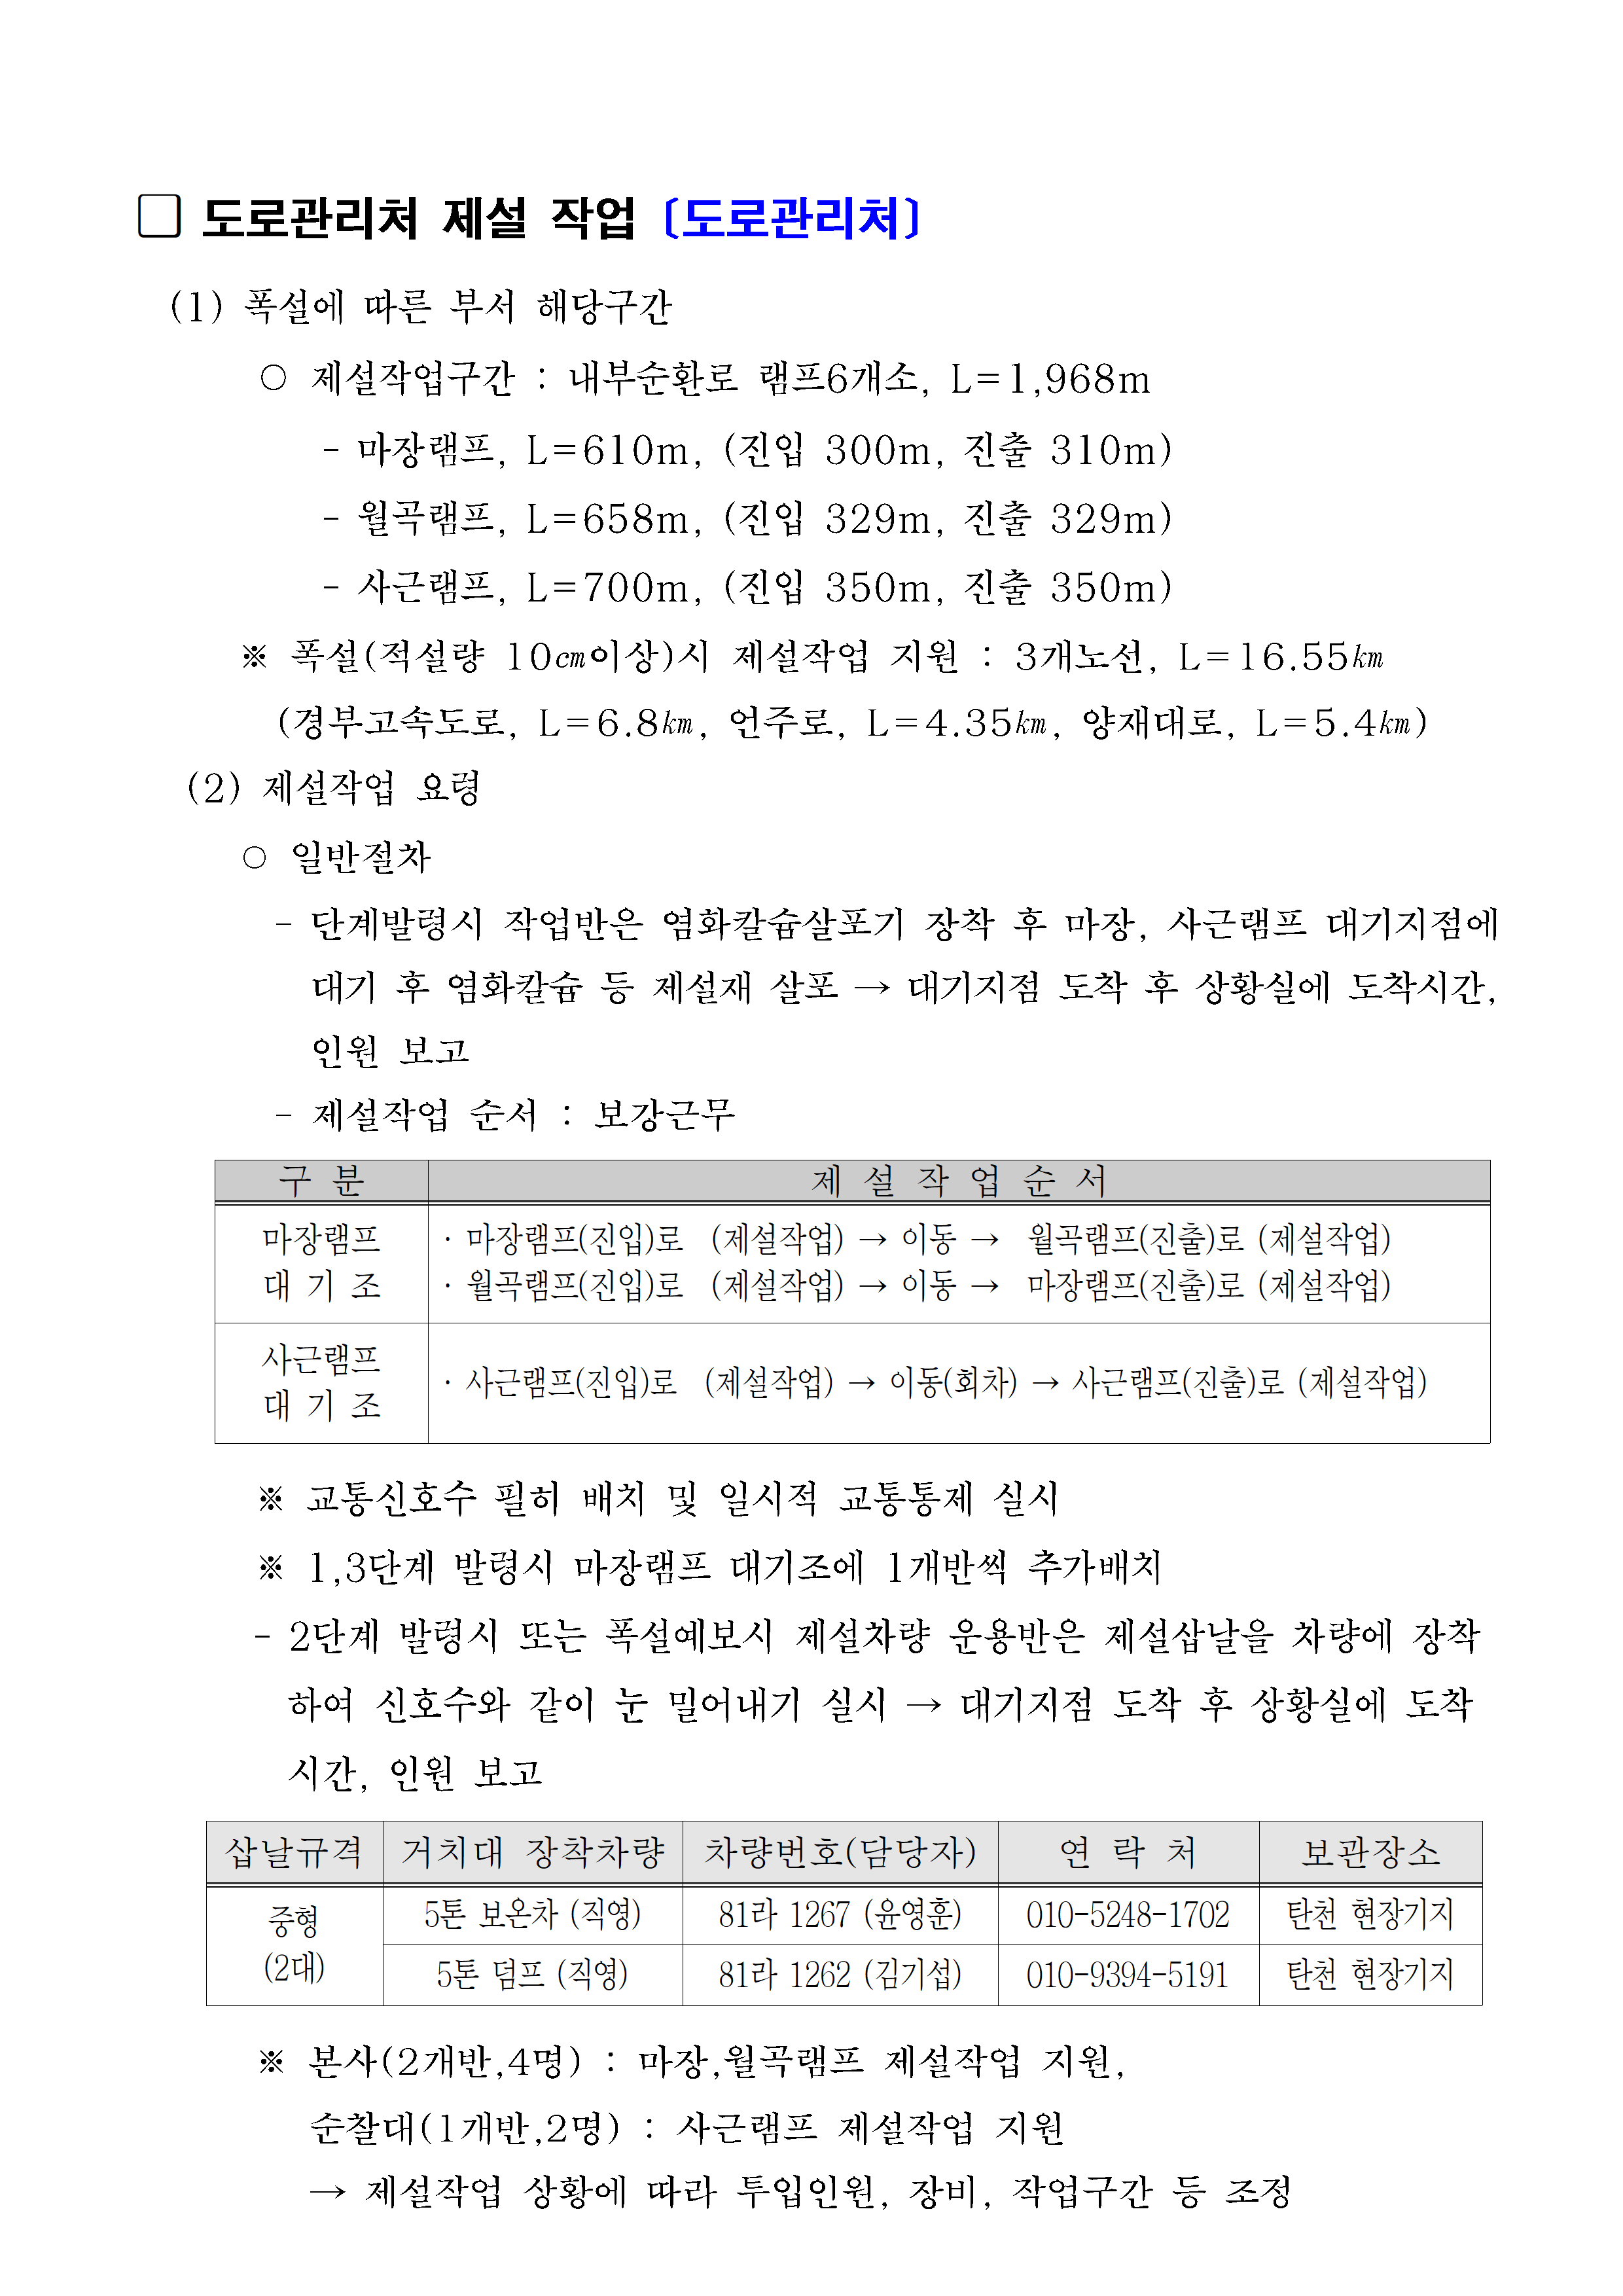 □ 도로관리처 제설 작업 〔도로관리처〕
(1) 폭설에 따른 부서 해당구간
○ 제설작업구간 : 내부순환로 램프6개소, L=1,968m
- 마장램프, L=610m, (진입 300m, 진출 310m)
- 월곡램프, L=658m, (진입 329m, 진출 329m)
- 사근램프, L=700m, (진입 350m, 진출 350m)
※ 폭설(적설량 10㎝이상)시 제설작업 지원 : 3개노선, L=16.55㎞
(경부고속도로, L=6.8㎞, 언주로, L=4.35㎞, 양재대로, L=5.4㎞)
(2) 제설작업 요령
○ 일반절차
- 단계발령시 작업반은 염화칼슘살포기 장착 후 마장, 사근램프 대기지점에
대기 후 염화칼슘 등 제설재 살포 → 대기지점 도착 후 상황실에 도착시간,
인원 보고
- 제설작업 순서 : 보강근무
구 분 제 설 작 업 순 서
마장램프 · 마장램프(진입)로 (제설작업) → 이동 → 월곡램프(진출)로 (제설작업)
대 기 조 · 월곡램프(진입)로 (제설작업) → 이동 → 마장램프(진출)로 (제설작업)
사근램프
대 기 조 · 사근램프(진입)로 (제설작업) → 이동(회차) → 사근램프(진출)로 (제설작업)
※ 교통신호수 필히 배치 및 일시적 교통통제 실시
※ 1,3단계 발령시 마장램프 대기조에 1개반씩 추가배치
- 2단계 발령시 또는 폭설예보시 제설차량 운용반은 제설삽날을 차량에 장착
하여 신호수와 같이 눈 밀어내기 실시 → 대기지점 도착 후 상황실에 도착
시간, 인원 보고
삽날규격 거치대 장착차량 차량번호(담당자) 연 락 처 보관장소
중형 5톤 보온차 (직영) 81라 1267 (윤영훈) 010-5248-1702 탄천 현장기지
(2대) 5톤 덤프 (직영) 81라 1262 (김기섭) 010-9394-5191 탄천 현장기지
※ 본사(2개반,4명) : 마장,월곡램프 제설작업 지원,
순찰대(1개반,2명) : 사근램프 제설작업 지원
→ 제설작업 상황에 따라 투입인원, 장비, 작업구간 등 조정